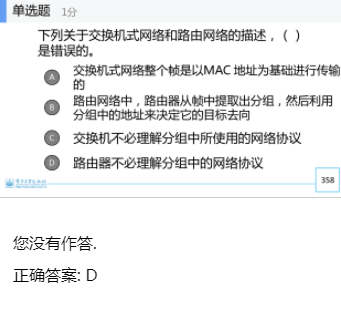 单选题 1分
下列关于交换机式网络和路由网络的描述，（ ）
是错误的。
A 交换机式网络整个帧是以MAC 地址为基础进行传输
的
B 路由网络中，路由器从帧中提取出分组，然后利用
分组中的地址来决定它的目标去向
C 交换机不必理解分组中所使用的网络协议
D 路由器不必理解分组中的网络协议
358
您没有作答.
正确答案: D